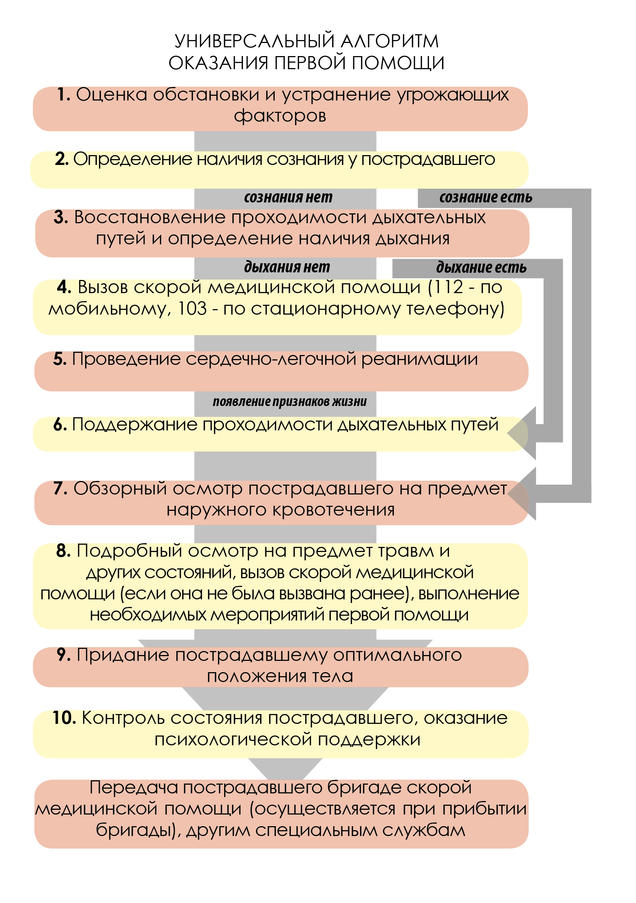 УНИВЕРСАЛЬНЫЙ АЛГОРИТМ
ОКАЗАНИЯ ПЕРВОЙ ПОМОЩИ
1. Оценка обстановки и устранение угрожающих
факторов
2. Определение наличия сознания у пострадавшего
сознания нет
сознание есть
3. Восстановление проходимости дыхательных
путей и определение наличия дыхания
дыхания нет
дыхание есть
4. Вызов скорой медицинской помощи (112 - по
мобильному, 103 - по стационарному телефону)
5. Проведение сердечно-легочной реанимации
появление признаков жизни
6. Поддержание проходимости дыхательных путей
7. Обзорный осмотр пострадавшего на предмет
наружного кровотечения
8. Подробный осмотр на предмет травм и
других состояний, вызов скорой медицинской
помощи (если она не была вызвана ранее), выполнение
необходимых мероприятий первой помощи
9. Придание пострадавшему оптимального
положения тела
10. Контроль состояния пострадавшего, оказание
психологической поддержки
Передача пострадавшего бригаде скорой
медицинской помощи (осуществляется при прибытии
бригады), другим специальным службам